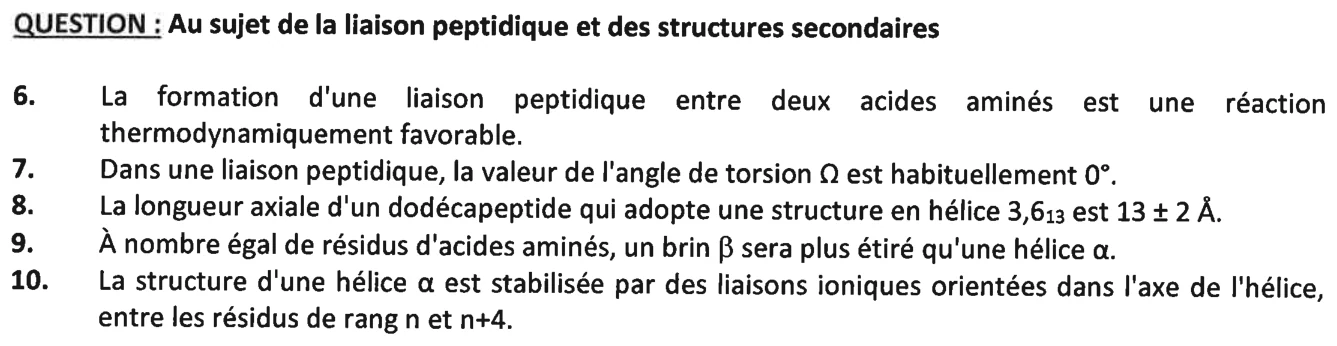 QUESTION : Au sujet de la liaison peptidique et des structures secondaires
6. La formation d'une liaison peptidique entre deux acides aminés est une réaction
thermodynamiquement favorable.
7. Dans une liaison peptidique, la valeur de l'angle de torsion Ω est habituellement 0°.
8. La longueur axiale d'un dodécapeptide qui adopte une structure en hélice 3,6₁₃ est 13 ± 2 Å.
9. À nombre égal de résidus d'acides aminés, un brin β sera plus étiré qu'une hélice α.
10. La structure d'une hélice α est stabilisée par des liaisons ioniques orientées dans l'axe de l'hélice,
entre les résidus de rang n et n+4.